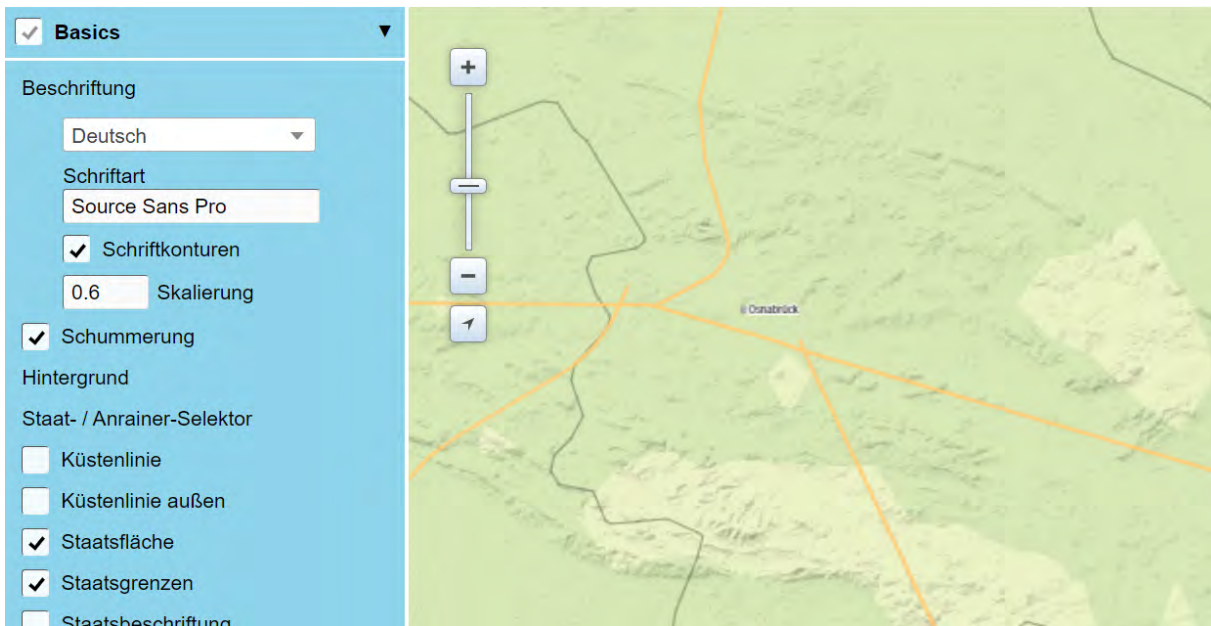 Basics
Beschriftung
Deutsch
Schriftart
Source Sans Pro
Schriftkonturen
0.6 Skalierung
Schummerung
Hintergrund
Staat- / Anrainer-Selektor
Küstenlinie
Küstenlinie außen
Staatsfläche
Staatsgrenzen
Staatsbeschriftung
Osnabrück